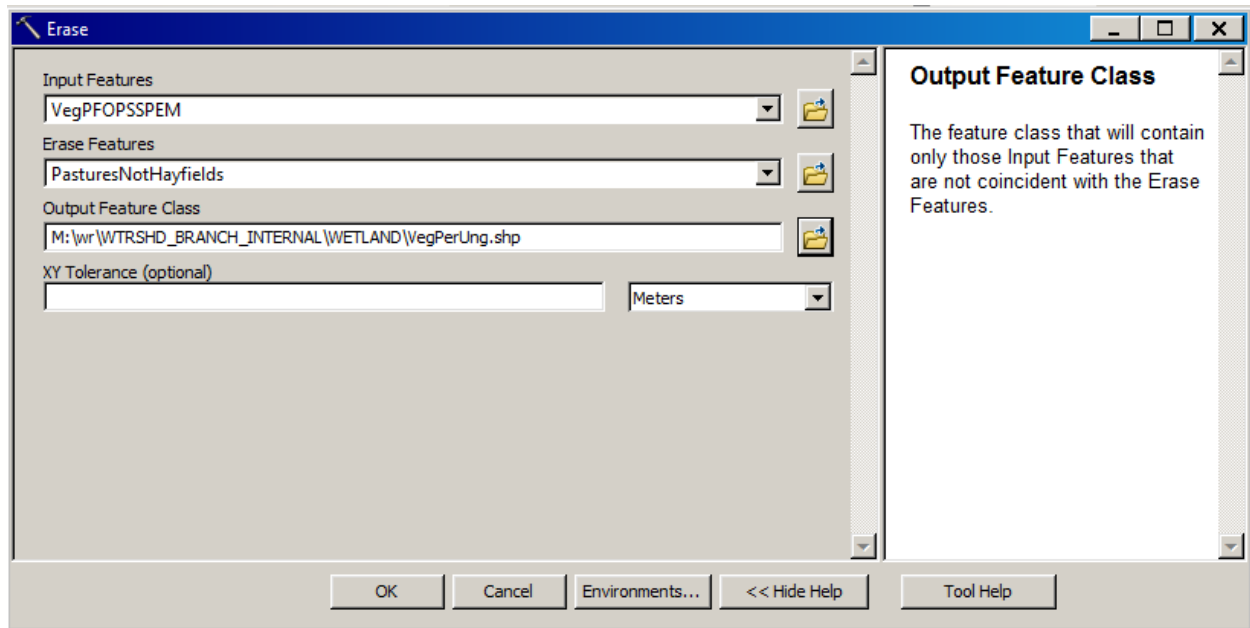 Erase
Input Features
VegPFOPSSPEM
Erase Features
PasturesNotHayfields
Output Feature Class
M:\wr\WTRSHD_BRANCH_INTERNAL\WETLAND\VegPerUng.shp
XY Tolerance (optional)
Meters
Output Feature Class
The feature class that will contain
only those Input Features that
are not coincident with the Erase
Features.
OK
Cancel
Environments...
<< Hide Help
Tool Help